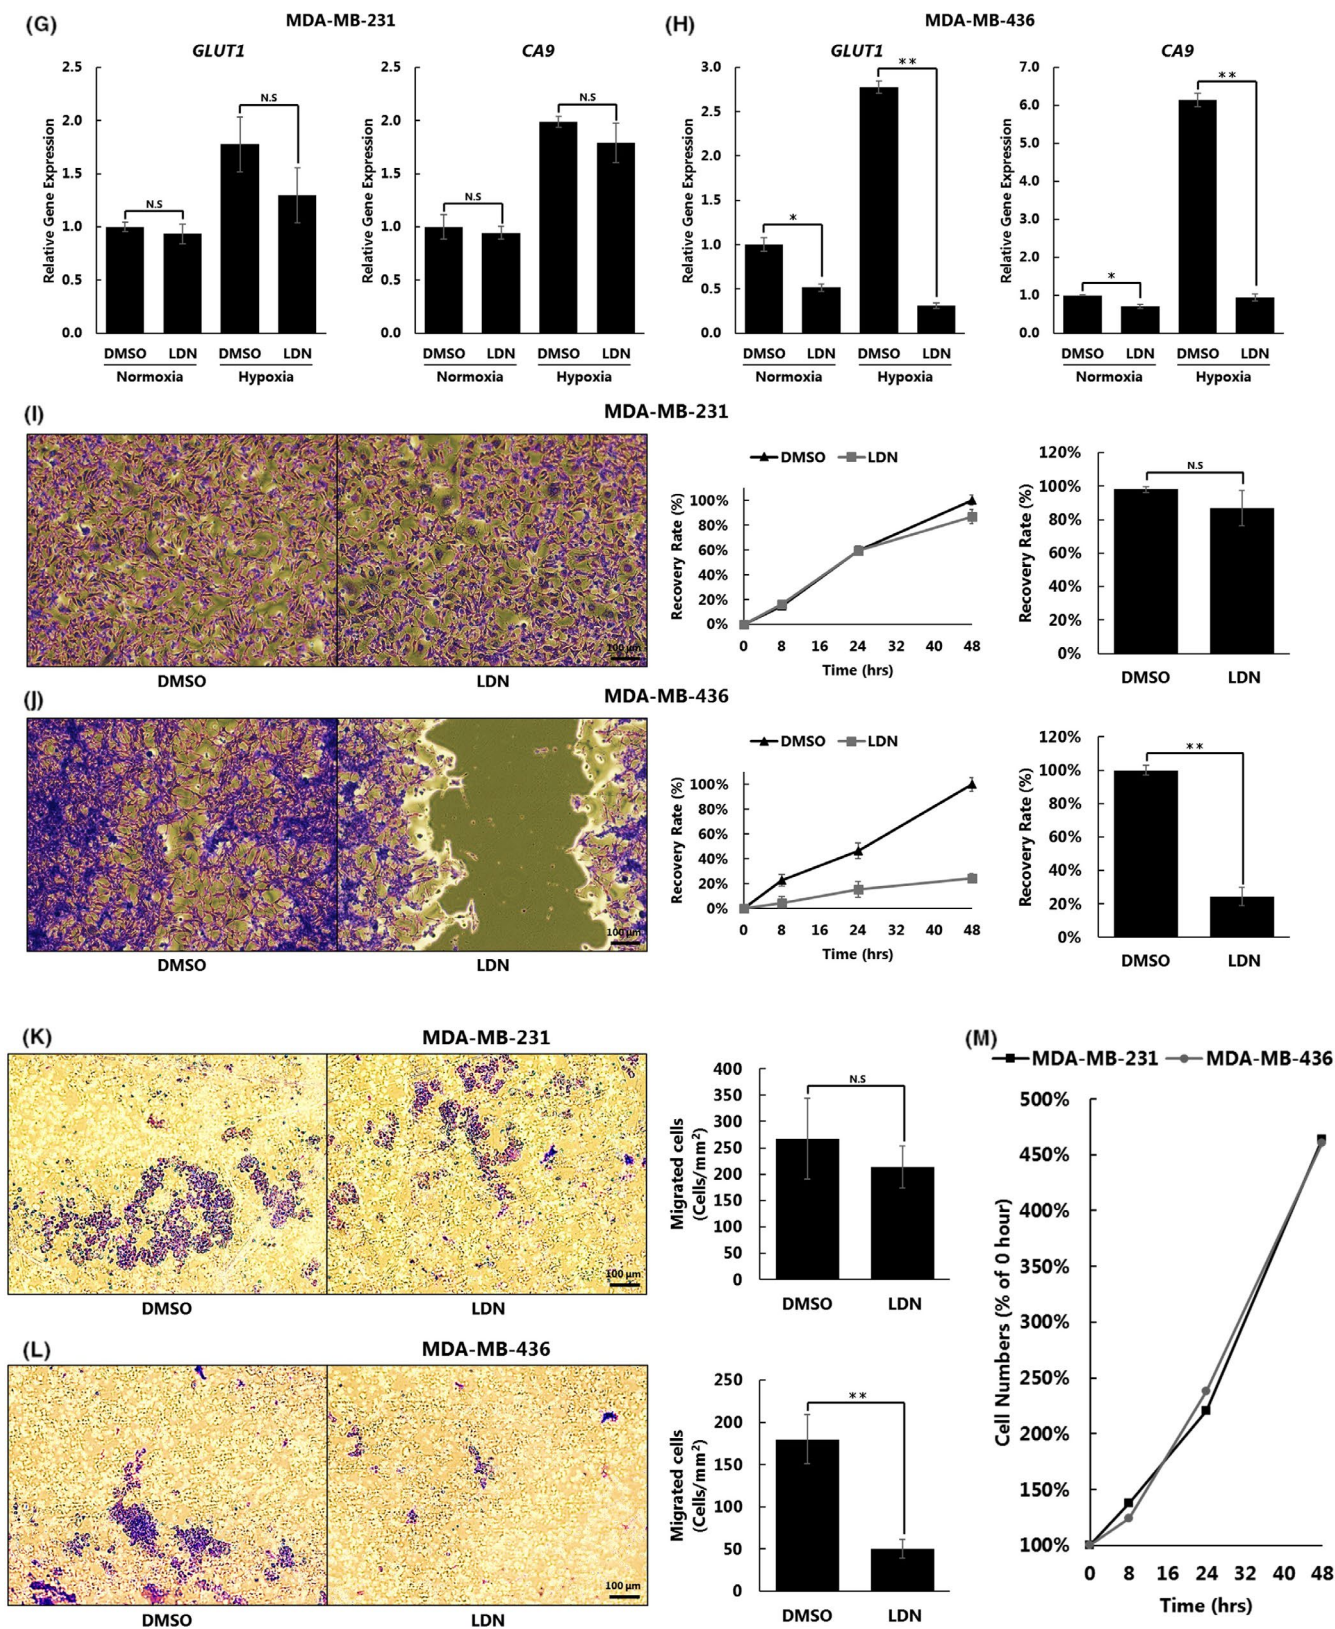 (G) MDA-MB-231
GLUT1
CA9
Relative Gene Expression
2.5
2.0
1.5
1.0
0.5
0.0
N.S
N.S
DMSO LDN DMSO LDN
Normoxia Hypoxia
Relative Gene Expression
2.5
2.0
1.5
1.0
0.5
0.0
N.S
N.S
DMSO LDN DMSO LDN
Normoxia Hypoxia
(H) MDA-MB-436
GLUT1
CA9
Relative Gene Expression
3.0
2.5
2.0
1.5
1.0
0.5
0.0
*
**
DMSO LDN DMSO LDN
Normoxia Hypoxia
Relative Gene Expression
7.0
6.0
5.0
4.0
3.0
2.0
1.0
0.0
*
**
DMSO LDN DMSO LDN
Normoxia Hypoxia
(I) MDA-MB-231
100 µm
DMSO LDN
DMSO LDN
Recovery Rate (%)
100%
80%
60%
40%
20%
0%
0 8 16 24 32 40 48
Time (hrs)
Recovery Rate (%)
120%
100%
80%
60%
40%
20%
0%
N.S
DMSO LDN
(J) MDA-MB-436
100 µm
DMSO LDN
DMSO LDN
Recovery Rate (%)
100%
80%
60%
40%
20%
0%
0 8 16 24 32 40 48
Time (hrs)
Recovery Rate (%)
120%
100%
80%
60%
40%
20%
0%
**
DMSO LDN
(K) MDA-MB-231
100 µm
DMSO LDN
Migrated cells
(Cells/mm²)
400
350
300
250
200
150
100
50
0
N.S
DMSO LDN
(L) MDA-MB-436
100 µm
DMSO LDN
Migrated cells
(Cells/mm²)
250
200
150
100
50
0
**
DMSO LDN
(M)
MDA-MB-231 MDA-MB-436
Cell Numbers (% of 0 hour)
500%
450%
400%
350%
300%
250%
200%
150%
100%
0 8 16 24 32 40 48
Time (hrs)